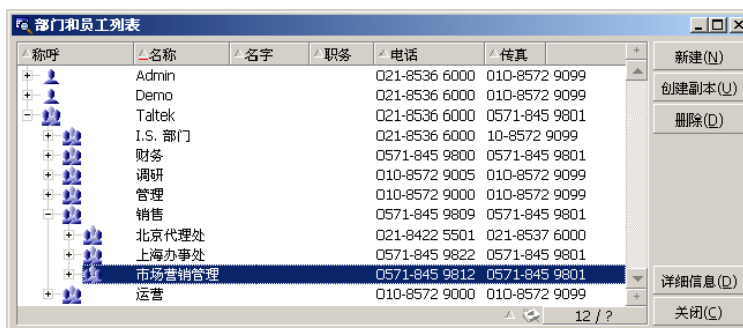 部门和员工列表
称呼 名称 名字 职务 电话 传真
Admin 021-8536 6000 010-8572 9099
Demo 021-8536 6000 010-8572 9099
Taltek 021-8536 6000 0571-845 9801
I.S. 部门 021-8536 6000 10-8572 9099
财务 0571-845 9800 0571-845 9801
调研 010-8572 9005 010-8572 9099
管理 010-8572 9000 010-8572 9099
销售 0571-845 9809 0571-845 9801
北京代理处 021-8422 5501 021-8537 6000
上海办事处 0571-845 9822 0571-845 9801
市场营销管理 0571-845 9812 0571-845 9801
运营 010-8572 9000 010-8572 9099
12 / ?
新建(N)
创建副本(U)
删除(D)
详细信息(D)
关闭(C)